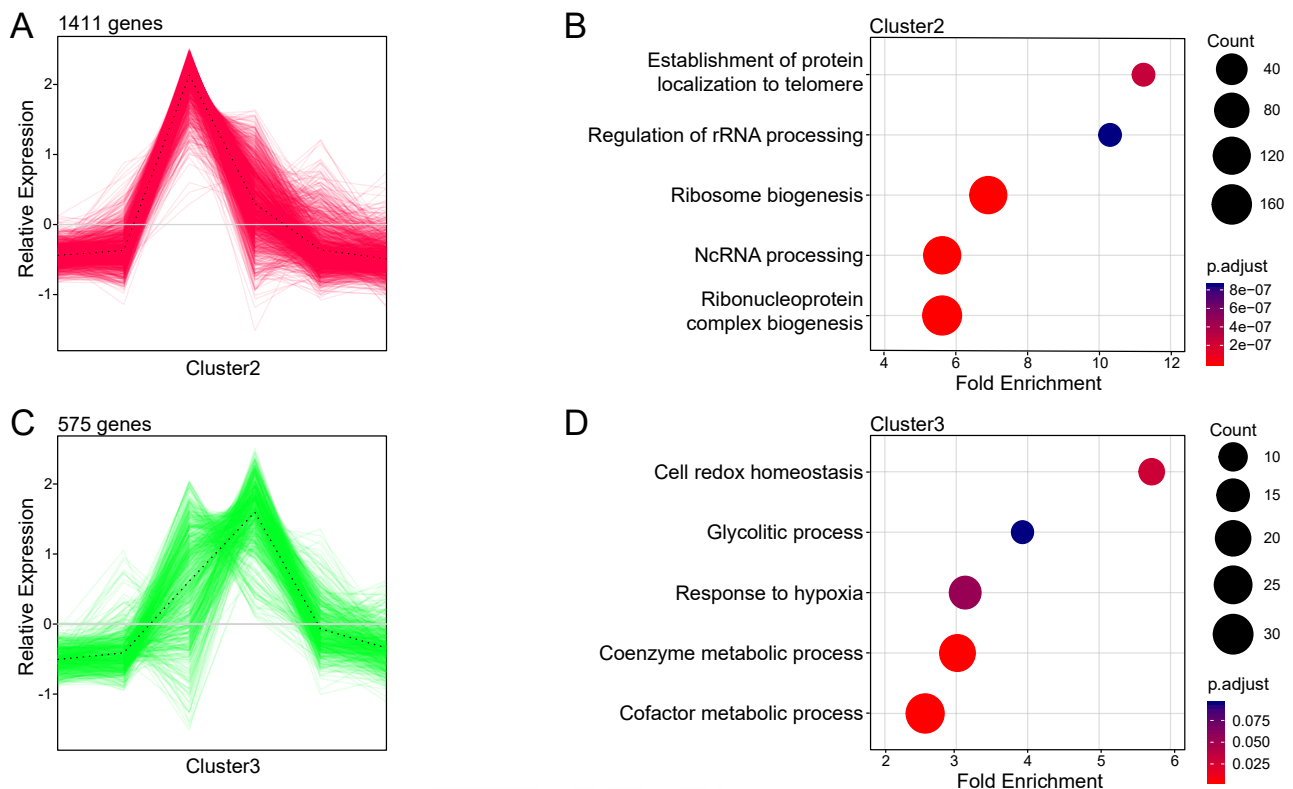 A
1411 genes
Relative Expression
2
1
0
-1
Cluster2
B
Cluster2
Establishment of protein
localization to telomere
Regulation of rRNA processing
Ribosome biogenesis
NcRNA processing
Ribonucleoprotein
complex biogenesis
4
6
8
10
12
Fold Enrichment
Count
40
80
120
160
p.adjust
8e−07
6e−07
4e−07
2e−07
C
575 genes
Relative Expression
2
1
0
-1
Cluster3
D
Cluster3
Cell redox homeostasis
Glycolitic process
Response to hypoxia
Coenzyme metabolic process
Cofactor metabolic process
2
3
4
5
6
Fold Enrichment
Count
10
15
20
25
30
p.adjust
0.075
0.050
0.025